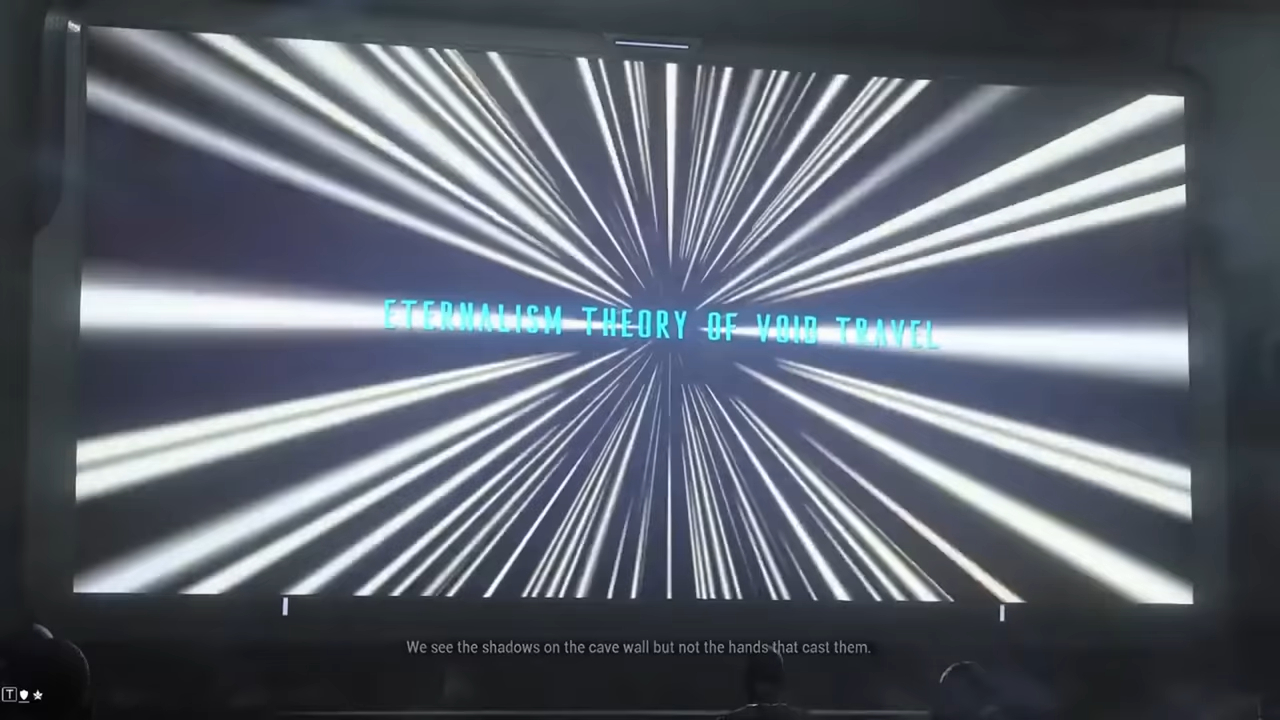 ETERNALISM THEORY OF VOID TRAVEL
We see the shadows on the cave wall but not the hands that cast them.
T